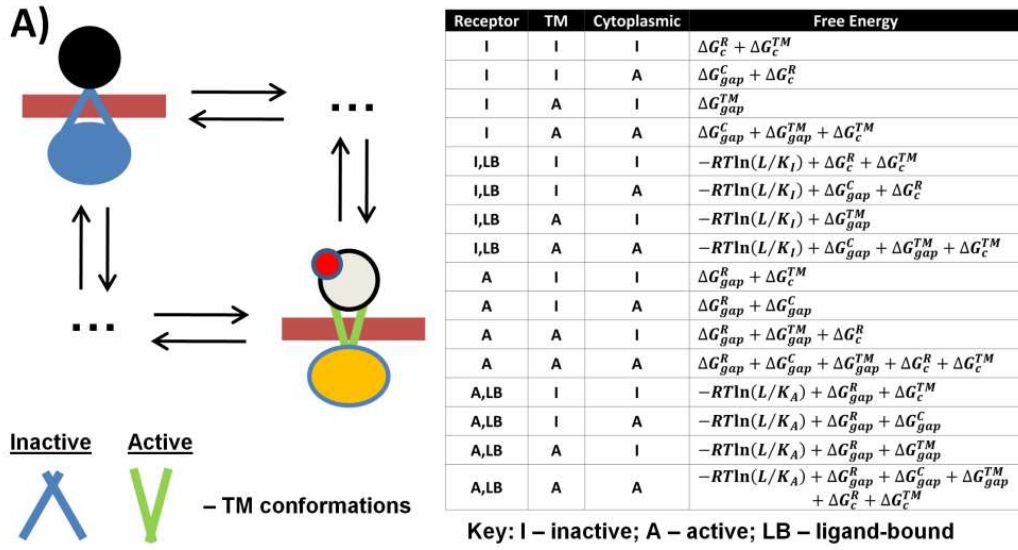 A)
...
...
Inactive Active
– TM conformations
Receptor TM Cytoplasmic Free Energy
I I I ΔG_c^R + ΔG_c^TM
I I A ΔG_gap^C + ΔG_c^R
I A I ΔG_gap^TM
I A A ΔG_gap^C + ΔG_gap^TM + ΔG_c^TM
I,LB I I −RTln(L/K_I) + ΔG_c^R + ΔG_c^TM
I,LB I A −RTln(L/K_I) + ΔG_gap^C + ΔG_c^R
I,LB A I −RTln(L/K_I) + ΔG_gap^TM
I,LB A A −RTln(L/K_I) + ΔG_gap^C + ΔG_gap^TM + ΔG_c^TM
A I I ΔG_gap^R + ΔG_c^TM
A I A ΔG_gap^R + ΔG_gap^C
A A I ΔG_gap^R + ΔG_gap^TM + ΔG_c^R
A A A ΔG_gap^R + ΔG_gap^C + ΔG_gap^TM + ΔG_c^R + ΔG_c^TM
A,LB I I −RTln(L/K_A) + ΔG_gap^R + ΔG_c^TM
A,LB I A −RTln(L/K_A) + ΔG_gap^R + ΔG_gap^C
A,LB A I −RTln(L/K_A) + ΔG_gap^R + ΔG_gap^TM
A,LB A A −RTln(L/K_A) + ΔG_gap^R + ΔG_gap^C + ΔG_gap^TM
+ ΔG_c^R + ΔG_c^TM
Key: I – inactive; A – active; LB – ligand-bound